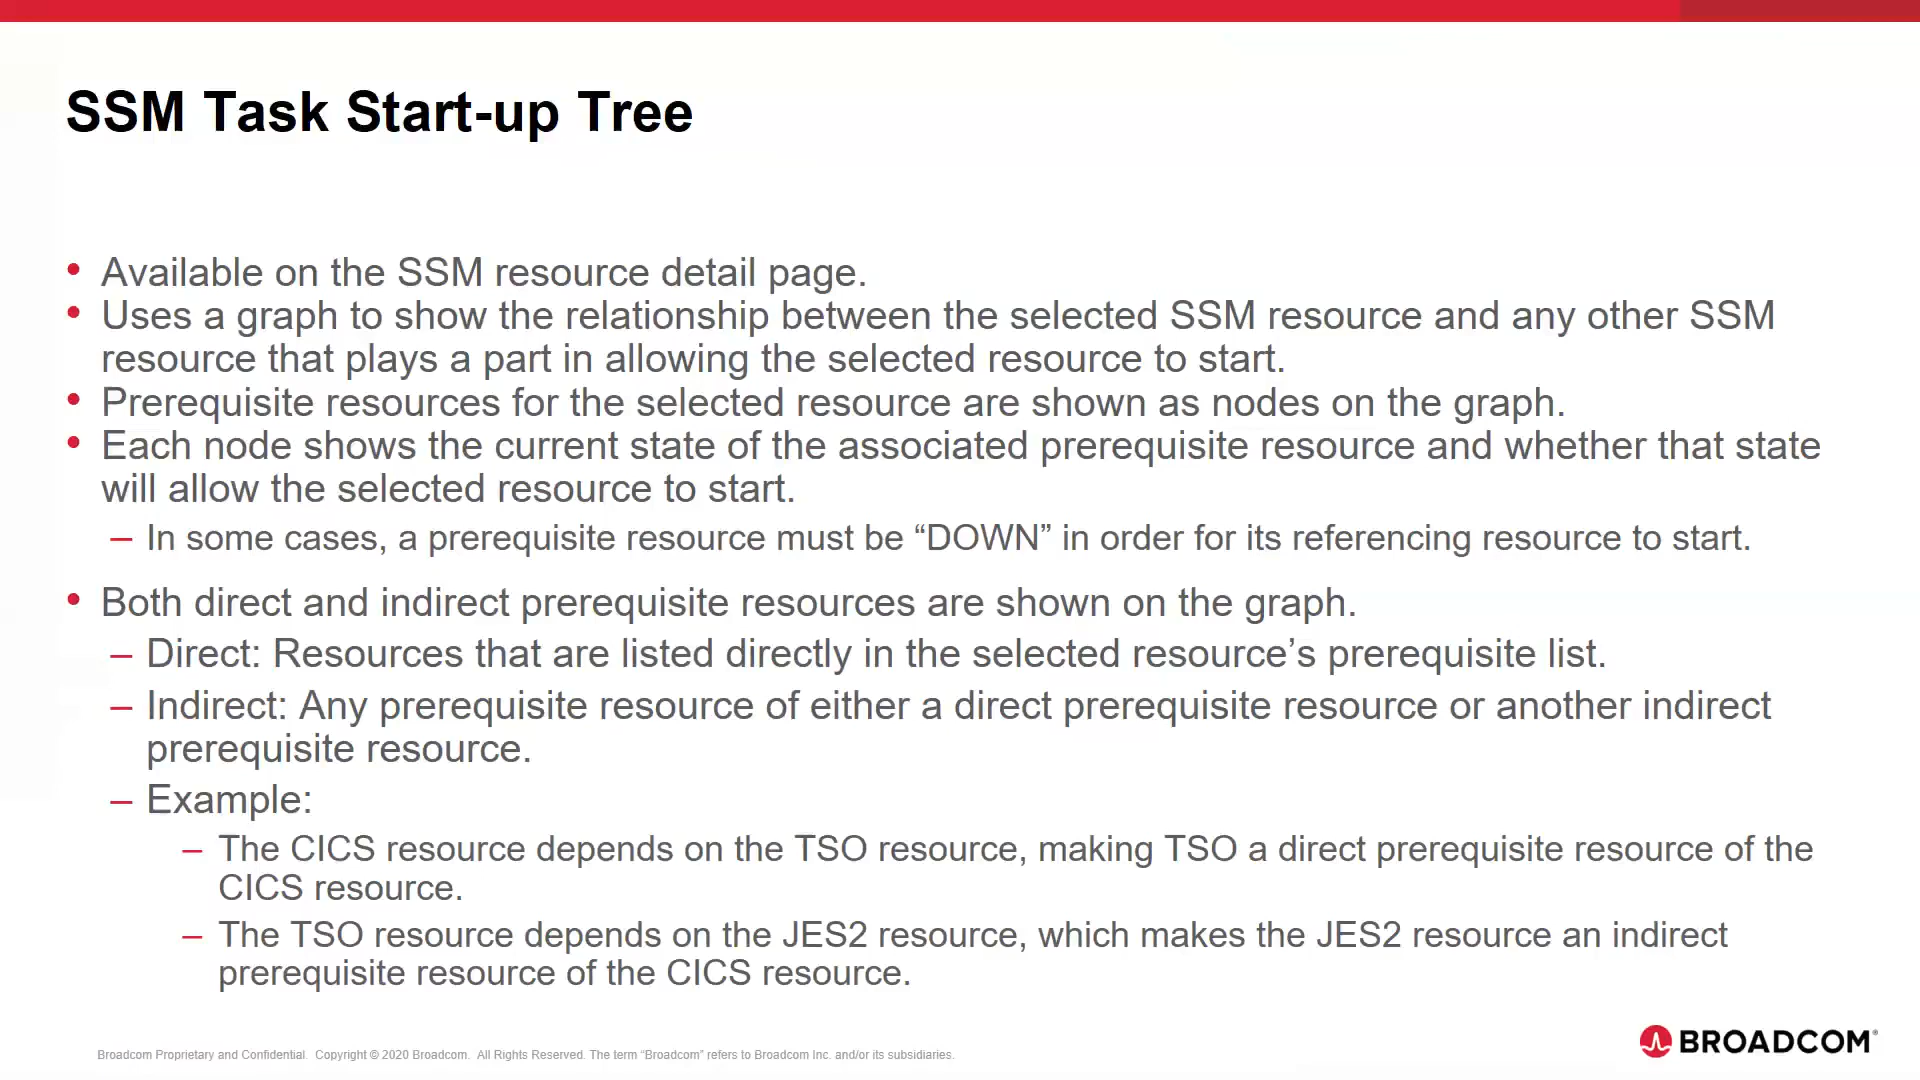 SSM Task Start-up Tree
• Available on the SSM resource detail page.
• Uses a graph to show the relationship between the selected SSM resource and any other SSM
resource that plays a part in allowing the selected resource to start.
• Prerequisite resources for the selected resource are shown as nodes on the graph.
• Each node shows the current state of the associated prerequisite resource and whether that state
will allow the selected resource to start.
– In some cases, a prerequisite resource must be “DOWN” in order for its referencing resource to start.
• Both direct and indirect prerequisite resources are shown on the graph.
– Direct: Resources that are listed directly in the selected resource’s prerequisite list.
– Indirect: Any prerequisite resource of either a direct prerequisite resource or another indirect
prerequisite resource.
– Example:
– The CICS resource depends on the TSO resource, making TSO a direct prerequisite resource of the
CICS resource.
– The TSO resource depends on the JES2 resource, which makes the JES2 resource an indirect
prerequisite resource of the CICS resource.
Broadcom Proprietary and Confidential. Copyright © 2020 Broadcom. All Rights Reserved. The term “Broadcom” refers to Broadcom Inc. and/or its subsidiaries.
BROADCOM®